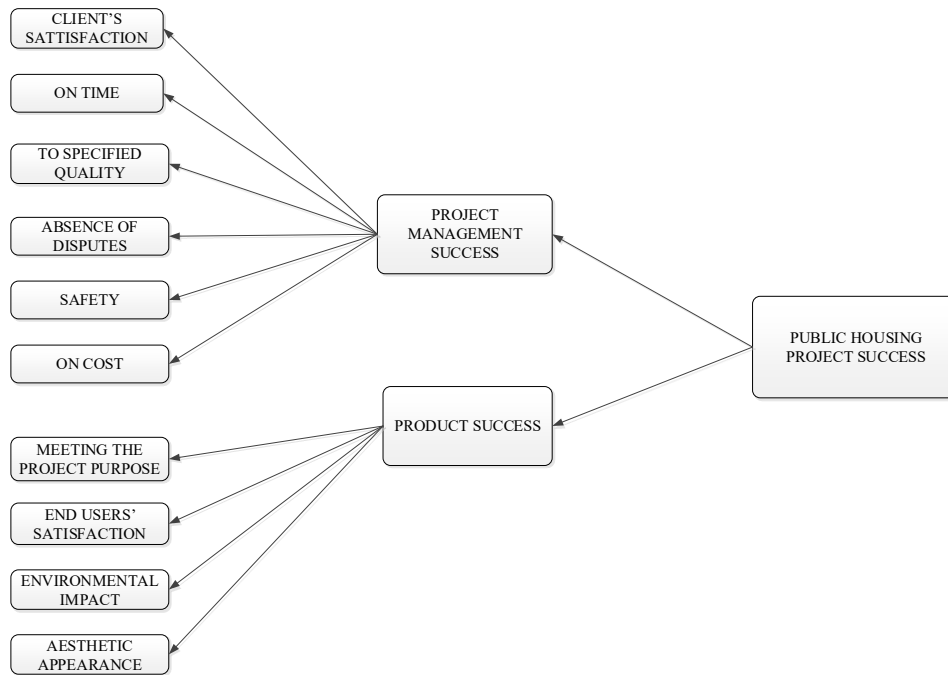 CLIENT'S
SATTISFACTION
ON TIME
TO SPECIFIED
QUALITY
ABSENCE OF
DISPUTES
SAFETY
ON COST
MEETING THE
PROJECT PURPOSE
END USERS'
SATISFACTION
ENVIRONMENTAL
IMPACT
AESTHETIC
APPEARANCE
PROJECT
MANAGEMENT
SUCCESS
PRODUCT SUCCESS
PUBLIC HOUSING
PROJECT SUCCESS